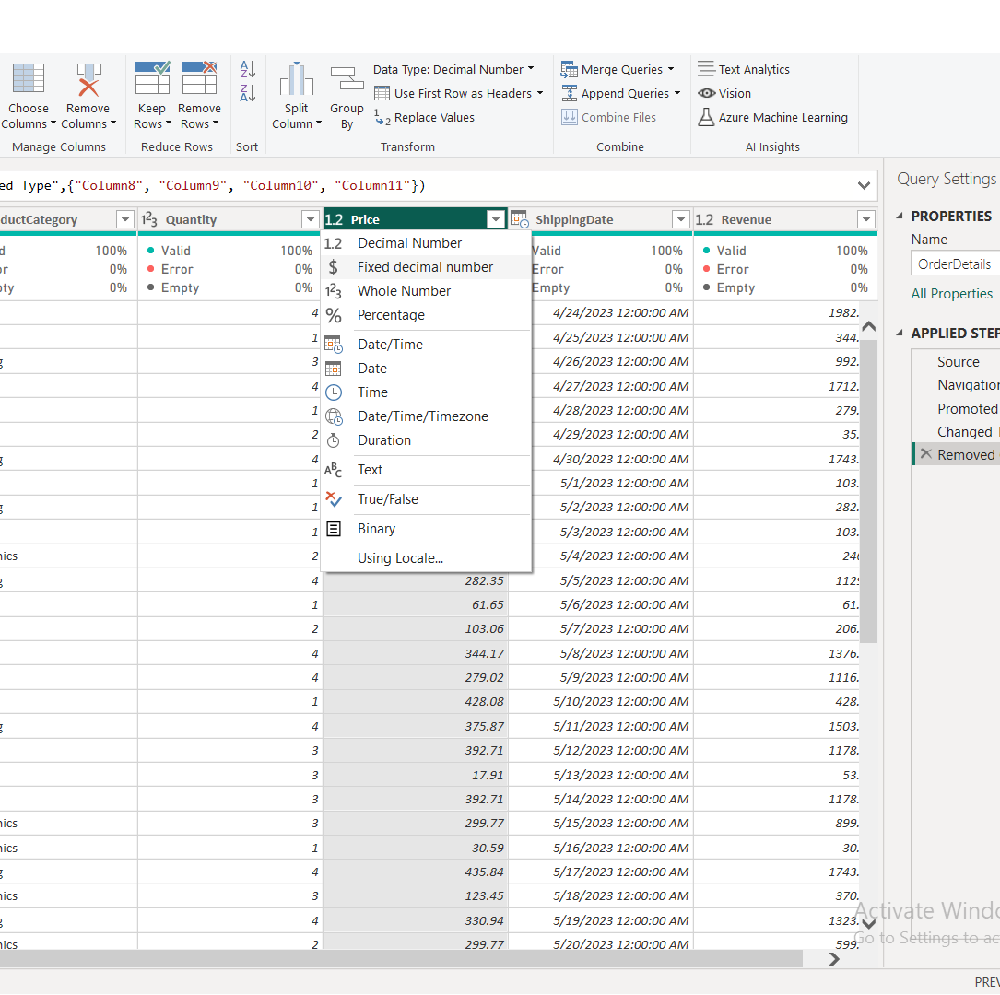 Choose Columns
Remove Columns
Keep Rows
Remove Rows
Split Column
Group By
Data Type: Decimal Number
Use First Row as Headers
Replace Values
Merge Queries
Append Queries
Combine Files
Text Analytics
Vision
Azure Machine Learning
Manage Columns
Reduce Rows
Sort
Transform
Combine
AI Insights
ed Type",{"Column8", "Column9", "Column10", "Column11"})
ductCategory
1²3 Quantity
1.2 Price
ShippingDate
1.2 Revenue
d 100% Valid 100% Valid 100% Valid 100%
or 0% Error 0% Error 0% Error 0%
pty 0% Empty 0% Empty 0% Empty 0%
1.2 Decimal Number
$ Fixed decimal number
1²3 Whole Number
% Percentage
Date/Time
Date
Time
Date/Time/Timezone
Duration
ABC Text
True/False
Binary
Using Locale...
4 4/24/2023 12:00:00 AM 1982.
1 4/25/2023 12:00:00 AM 344.
g 3 4/26/2023 12:00:00 AM 992.
4 4/27/2023 12:00:00 AM 1712.
1 4/28/2023 12:00:00 AM 279.
2 4/29/2023 12:00:00 AM 35.
g 4 4/30/2023 12:00:00 AM 1743.
1 5/1/2023 12:00:00 AM 103.
g 1 5/2/2023 12:00:00 AM 282.
1 5/3/2023 12:00:00 AM 103.
nics 2 5/4/2023 12:00:00 AM 246
g 4 282.35 5/5/2023 12:00:00 AM 1129
1 61.65 5/6/2023 12:00:00 AM 61.
2 103.06 5/7/2023 12:00:00 AM 206.
4 344.17 5/8/2023 12:00:00 AM 1376.
4 279.02 5/9/2023 12:00:00 AM 1116.
1 428.08 5/10/2023 12:00:00 AM 428.
g 4 375.87 5/11/2023 12:00:00 AM 1503.
3 392.71 5/12/2023 12:00:00 AM 1178.
3 17.91 5/13/2023 12:00:00 AM 53.
3 392.71 5/14/2023 12:00:00 AM 1178.
nics 3 299.77 5/15/2023 12:00:00 AM 899.
nics 1 30.59 5/16/2023 12:00:00 AM 30.
g 4 435.84 5/17/2023 12:00:00 AM 1743.
nics 3 123.45 5/18/2023 12:00:00 AM 370.
g 4 330.94 5/19/2023 12:00:00 AM 1323.
nics 2 299.77 5/20/2023 12:00:00 AM 599.
Query Settings
PROPERTIES
Name
OrderDetails
All Properties
APPLIED STEP
Source
Navigation
Promoted
Changed T
Removed
Activate Windo
Go to Settings to ac
PREV